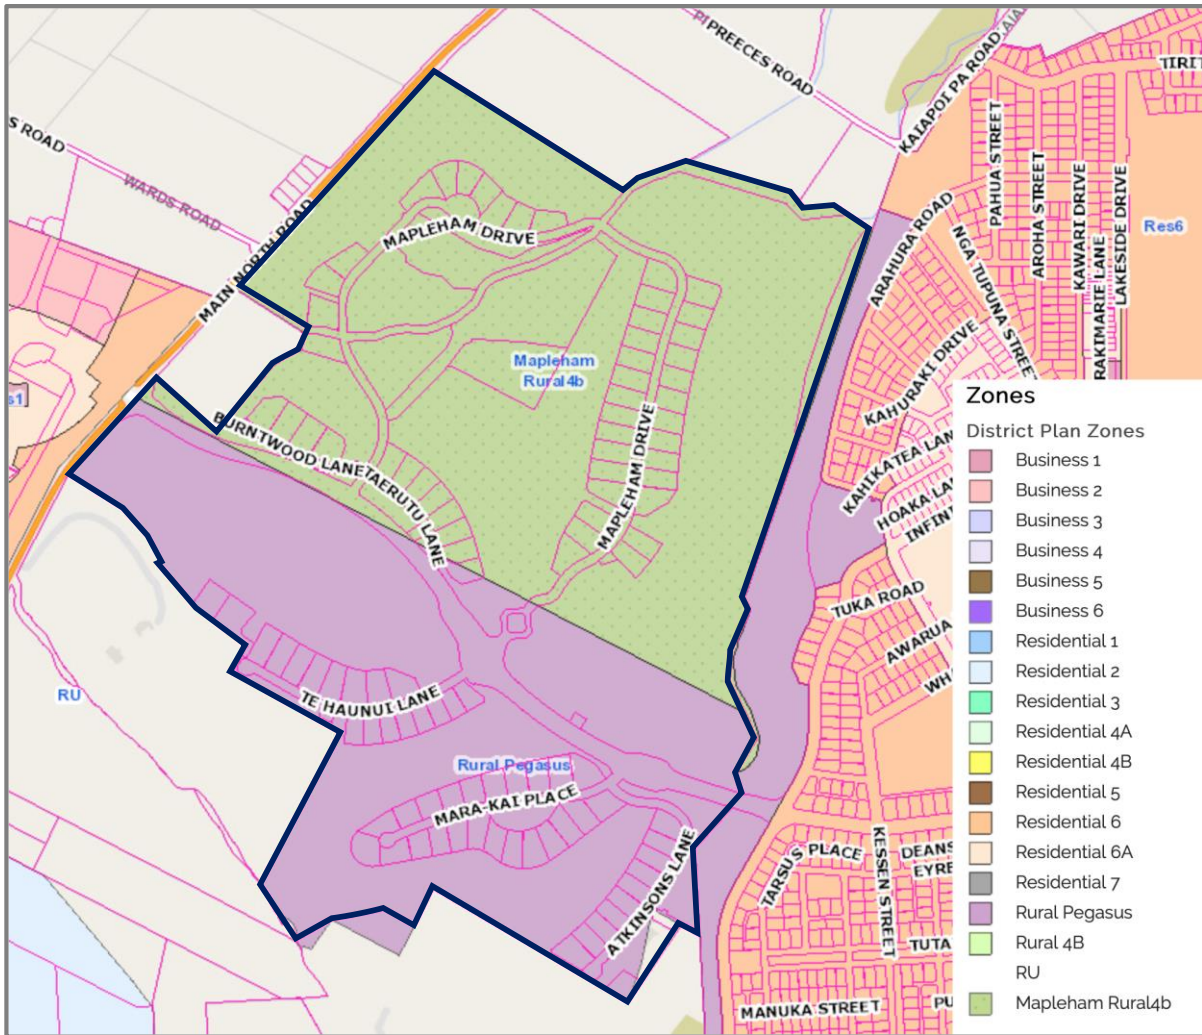 PREECES ROAD
KAIAPOI PA ROAD
TIRIT
S ROAD
WARDS ROAD
MAIN NORTH ROAD
MAPLEHAM DRIVE
ARAHURA ROAD
PAHUA STREET
NGA TUPUNA STREET
AROHA STREET
KAWARI DRIVE
RAKIMARIE LANE
LAKESIDE DRIVE
Res6
Mapleham
Rural4b
KAHURAKI DRIVE
s1
BURNTWOOD LANE
TAERUTU LANE
MAPLEHAM DRIVE
KAHIKATEA LAN
HOAKA LA
INFINI
TUKA ROAD
AWARUA
WH
RU
TE HAUNUI LANE
Rural Pegasus
MARA-KAI PLACE
ATKINSONS LANE
TARSUS PLACE
KESSEN STREET
DEANS
EYRE
TUTA
MANUKA STREET
PU
Zones
District Plan Zones
Business 1
Business 2
Business 3
Business 4
Business 5
Business 6
Residential 1
Residential 2
Residential 3
Residential 4A
Residential 4B
Residential 5
Residential 6
Residential 6A
Residential 7
Rural Pegasus
Rural 4B
RU
Mapleham Rural4b